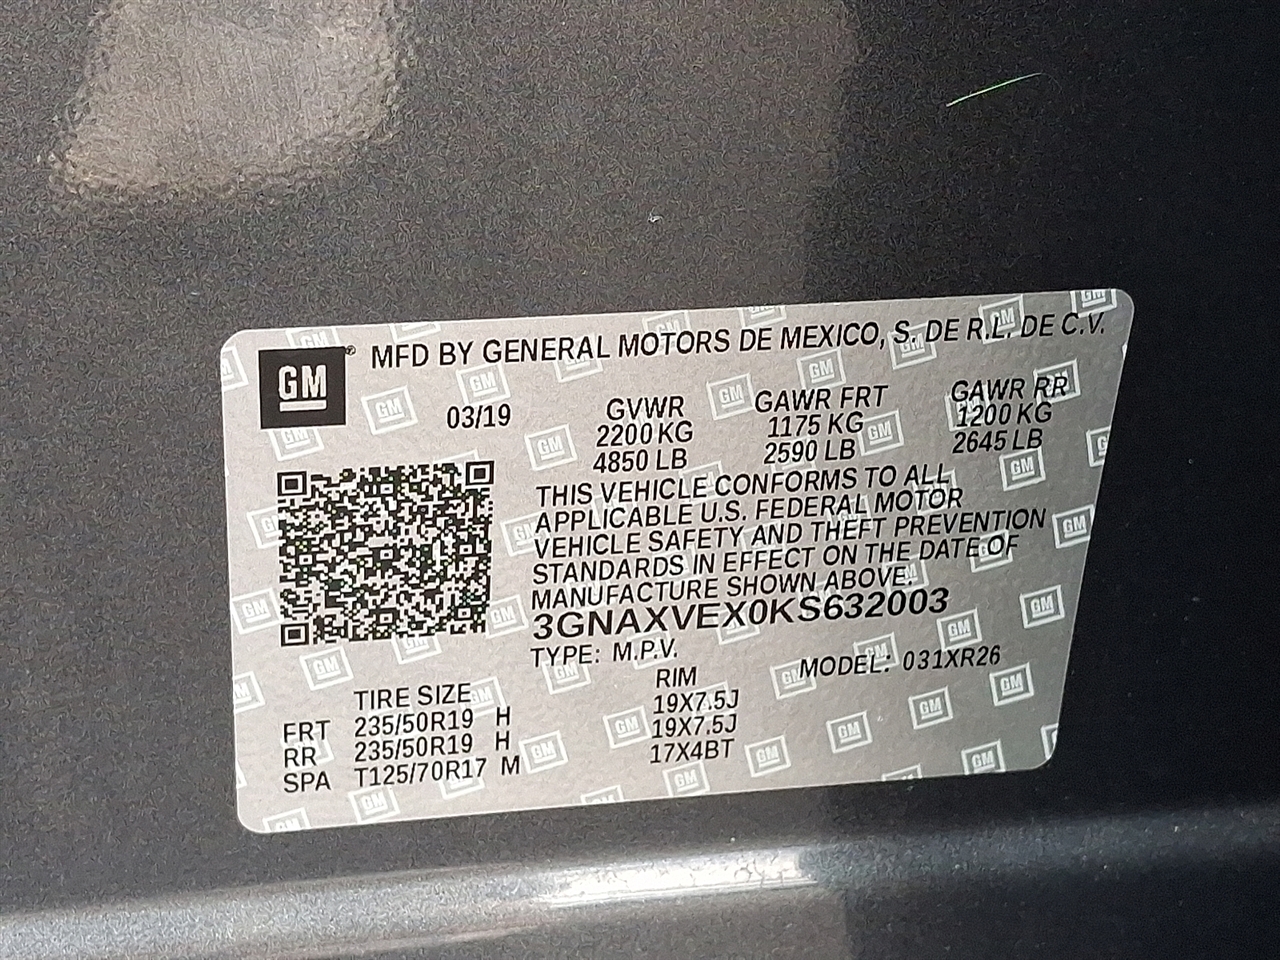 GM
MFD BY GENERAL MOTORS DE MEXICO, S. DE R.L. DE C.V.
03/19 GVWR GAWR FRT GAWR RR
2200 KG 1175 KG 1200 KG
4850 LB 2590 LB 2645 LB
THIS VEHICLE CONFORMS TO ALL
APPLICABLE U.S. FEDERAL MOTOR
VEHICLE SAFETY AND THEFT PREVENTION
STANDARDS IN EFFECT ON THE DATE OF
MANUFACTURE SHOWN ABOVE.
3GNAXVEX0KS632003
TYPE: M.P.V. MODEL: 031XR26
TIRE SIZE RIM
FRT 235/50R19 H 19X7.5J
RR 235/50R19 H 19X7.5J
SPA T125/70R17 M 17X4BT